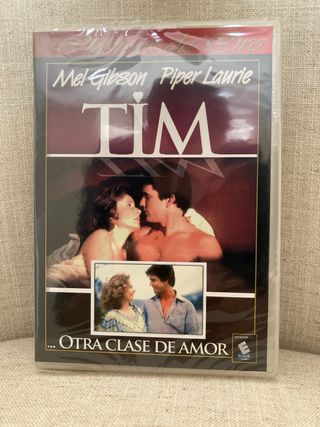 Mel Gibson Piper Laurie
TIM
... OTRA CLASE DE AMOR